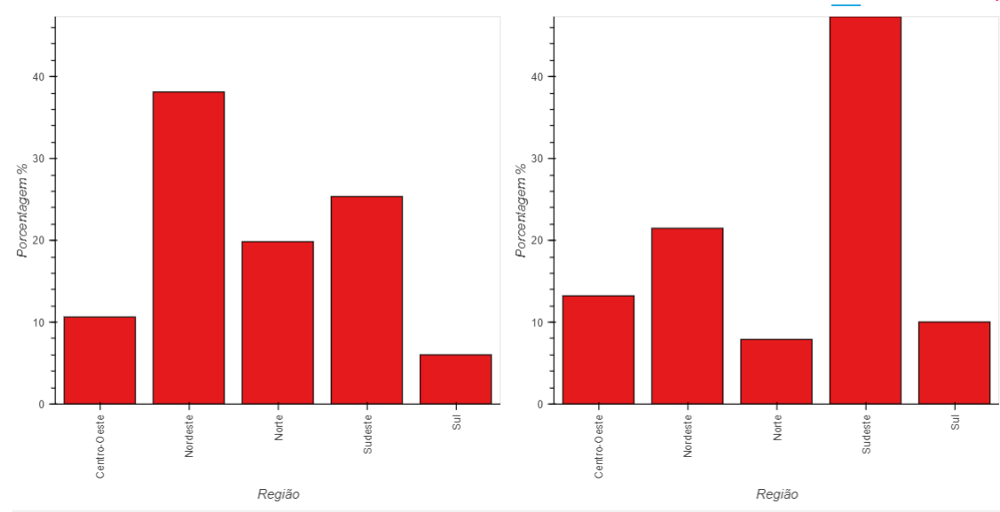 40
30
20
10
0
Porcentagem %
Centro-Oeste
Nordeste
Norte
Sudeste
Sul
Região
40
30
20
10
0
Porcentagem %
Centro-Oeste
Nordeste
Norte
Sudeste
Sul
Região